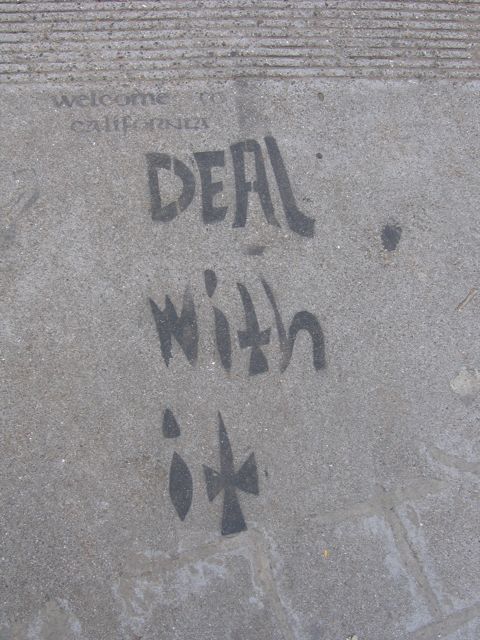 welcome to
california
DEAL
with
it